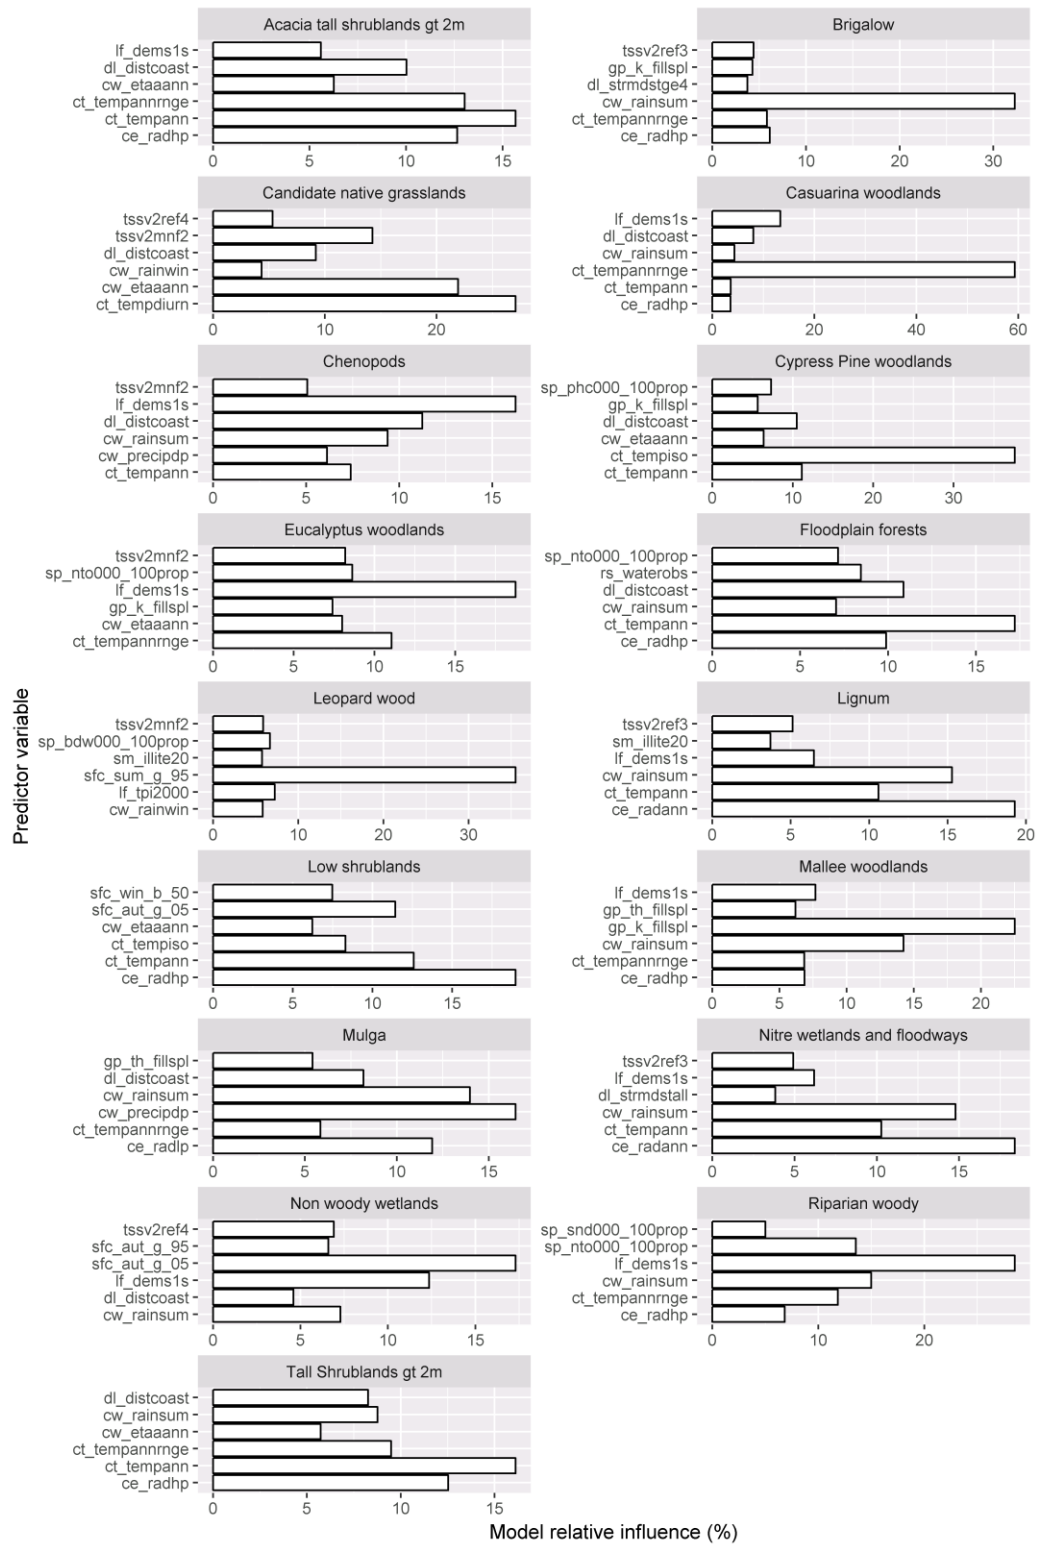 Acacia tall shrublands gt 2m
lf_dems1s
dl_distcoast
cw_etaaann
ct_tempannrnge
ct_tempann
ce_radhp
0 5 10 15
Brigalow
tssv2ref3
gp_k_fillspl
dl_strmdstge4
cw_rainsum
ct_tempannrnge
ce_radhp
0 10 20 30
Candidate native grasslands
tssv2ref4
tssv2mnf2
dl_distcoast
cw_rainwin
cw_etaaann
ct_tempdiurn
0 10 20
Casuarina woodlands
lf_dems1s
dl_distcoast
cw_rainsum
ct_tempannrnge
ct_tempann
ce_radhp
0 20 40 60
Chenopods
tssv2mnf2
lf_dems1s
dl_distcoast
cw_rainsum
cw_precipdp
ct_tempann
0 5 10 15
Cypress Pine woodlands
sp_phc000_100prop
gp_k_fillspl
dl_distcoast
cw_etaaann
ct_tempiso
ct_tempann
0 10 20 30
Eucalyptus woodlands
tssv2mnf2
sp_nto000_100prop
lf_dems1s
gp_k_fillspl
cw_etaaann
ct_tempannrnge
0 5 10 15
Floodplain forests
sp_nto000_100prop
rs_waterobs
dl_distcoast
cw_rainsum
ct_tempann
ce_radhp
0 5 10 15
Predictor variable
Leopard wood
tssv2mnf2
sp_bdw000_100prop
sm_illite20
sfc_sum_g_95
lf_tpi2000
cw_rainwin
0 10 20 30
Lignum
tssv2ref3
sm_illite20
lf_dems1s
cw_rainsum
ct_tempann
ce_radann
0 5 10 15 20
Low shrublands
sfc_win_b_50
sfc_aut_g_05
cw_etaaann
ct_tempiso
ct_tempann
ce_radhp
0 5 10 15
Mallee woodlands
lf_dems1s
gp_th_fillspl
gp_k_fillspl
cw_rainsum
ct_tempannrnge
ce_radhp
0 5 10 15 20
Mulga
gp_th_fillspl
dl_distcoast
cw_rainsum
cw_precipdp
ct_tempannrnge
ce_radlp
0 5 10 15
Nitre wetlands and floodways
tssv2ref3
lf_dems1s
dl_strmdstall
cw_rainsum
ct_tempann
ce_radann
0 5 10 15
Non woody wetlands
tssv2ref4
sfc_aut_g_95
sfc_aut_g_05
lf_dems1s
dl_distcoast
cw_rainsum
0 5 10 15
Riparian woody
sp_snd000_100prop
sp_nto000_100prop
lf_dems1s
cw_rainsum
ct_tempannrnge
ce_radhp
0 10 20
Tall Shrublands gt 2m
dl_distcoast
cw_rainsum
cw_etaaann
ct_tempannrnge
ct_tempann
ce_radhp
0 5 10 15
Model relative influence (%)